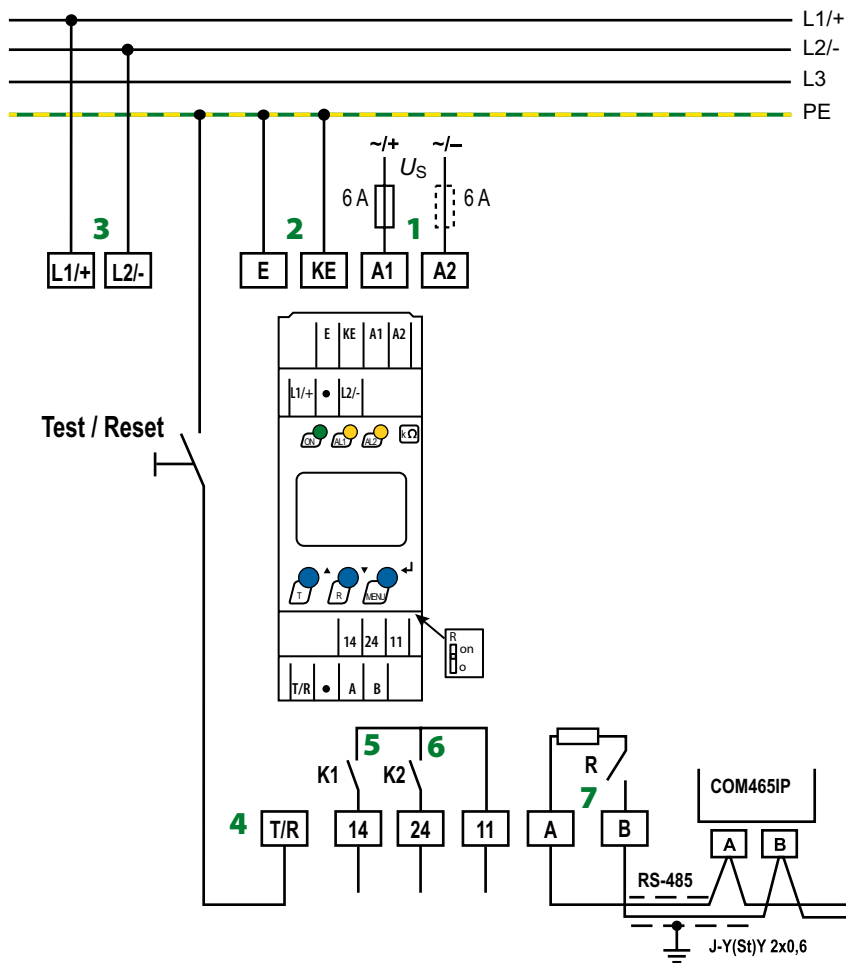 L1/+
L2/-
L3
PE
~/+
~/–
US
6 A
6 A
3
2
1
L1/+
L2/-
E
KE
A1
A2
E KE A1 A2
L1/+ • L2/-
ON AL1 AL2 kΩ
Test / Reset
T R MENU
14 24 11
R
on
o
T/R • A B
5
6
K1
K2
R
7
COM465IP
4
T/R
14
24
11
A
B
A
B
RS-485
J-Y(St)Y 2x0,6